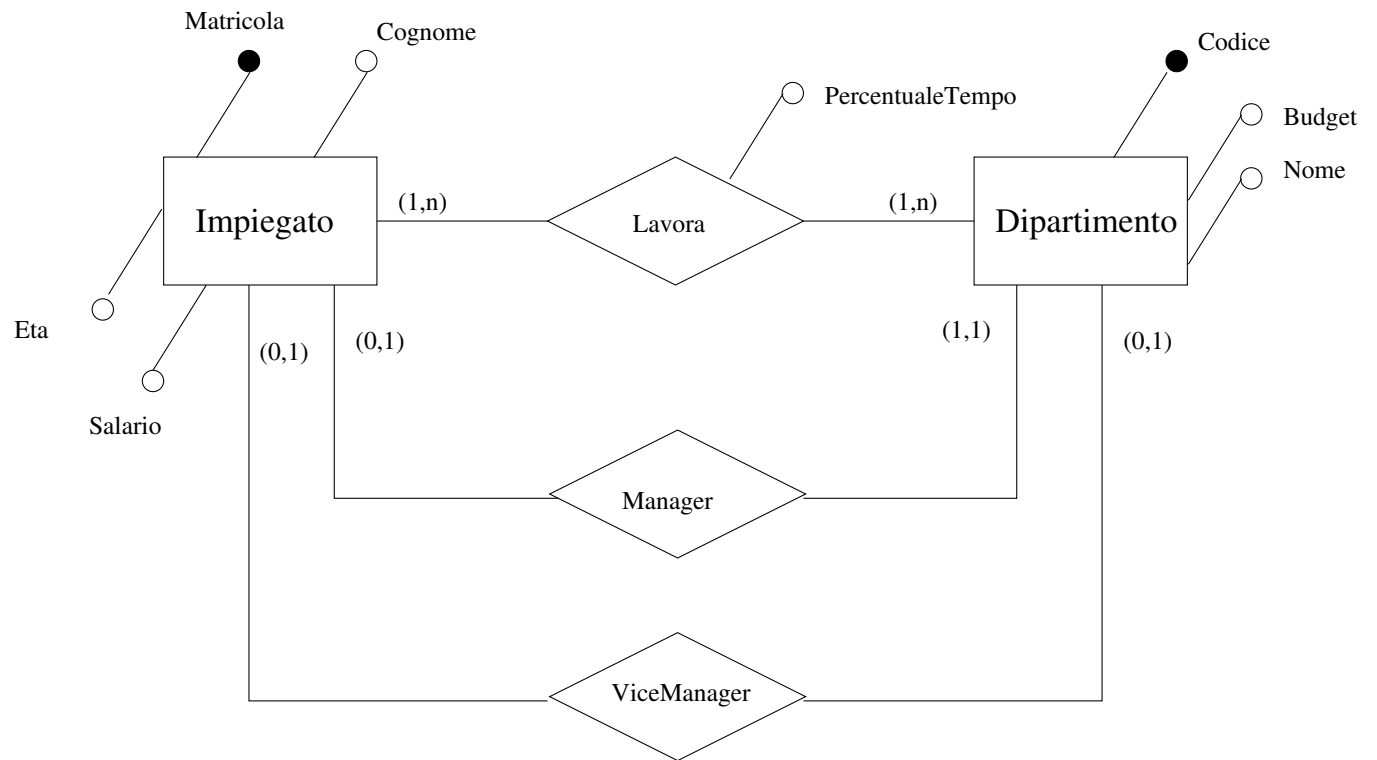 Matricola
Cognome
Codice
PercentualeTempo
Budget
Nome
Impiegato
(1,n)
Lavora
(1,n)
Dipartimento
Eta
(0,1)
(0,1)
(1,1)
(0,1)
Salario
Manager
ViceManager